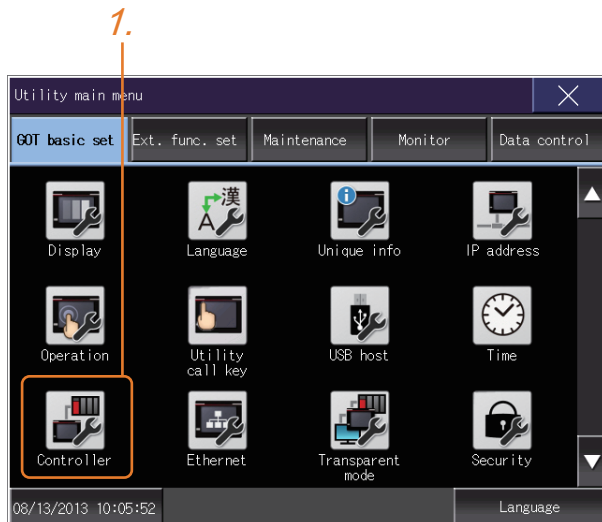 1.
Utility main menu
GOT basic set
Ext. func. set
Maintenance
Monitor
Data control
漢
A
i
Display
Language
Unique info
IP address
Operation
Utility
call key
USB host
Time
Controller
Ethernet
Transparent
mode
Security
08/13/2013 10:05:52
Language